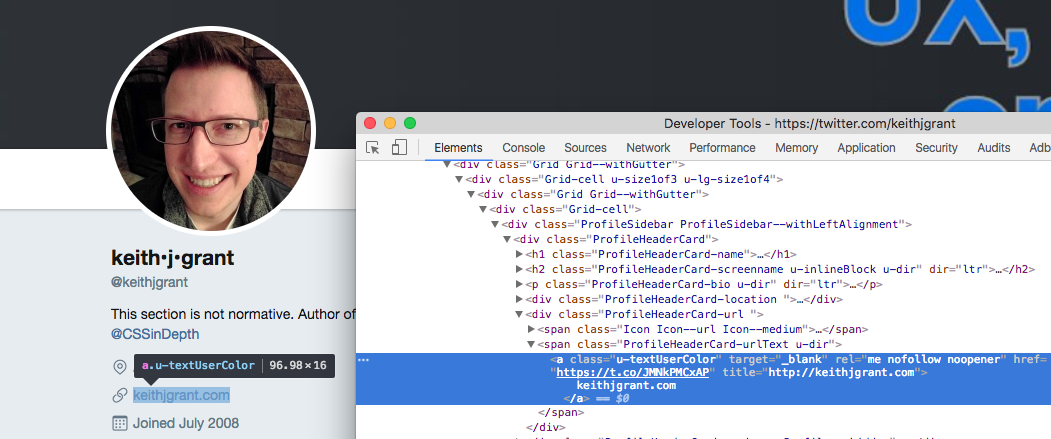 UX,
Developer Tools - https://twitter.com/keithjgrant
Elements Console Sources Network Performance Memory Application Security Audits Adb
▼<div class="Grid Grid--withGutter">
▼<div class="Grid-cell u-size1of3 u-lg-size1of4">
▼<div class="Grid Grid--withGutter">
▼<div class="Grid-cell">
▼<div class="ProfileSidebar ProfileSidebar--withLeftAlignment">
▼<div class="ProfileHeaderCard">
▶<h1 class="ProfileHeaderCard-name">…</h1>
▶<h2 class="ProfileHeaderCard-screenname u-inlineBlock u-dir" dir="ltr">…</h2>
▶<p class="ProfileHeaderCard-bio u-dir" dir="ltr">…</p>
▶<div class="ProfileHeaderCard-location ">…</div>
▼<div class="ProfileHeaderCard-url ">
▶<span class="Icon Icon--url Icon--medium">…</span>
▼<span class="ProfileHeaderCard-urlText u-dir">
<a class="u-textUserColor" target="_blank" rel="me nofollow noopener" href=
"https://t.co/JMNkPMCxAP" title="http://keithjgrant.com">
keithjgrant.com
</a> == $0
</span>
</div>
keith•j•grant
@keithjgrant
This section is not normative. Author of
@CSSinDepth
a.u-textUserColor 96.98×16
keithjgrant.com
Joined July 2008